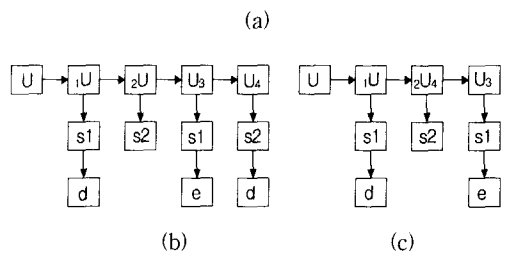 (a)
U ₁U ₂U U₃ U₄ U ₁U ₂U₄ U₃
s1 s2 s1 s2 s1 s2 s1
d e d d e
(b) (c)